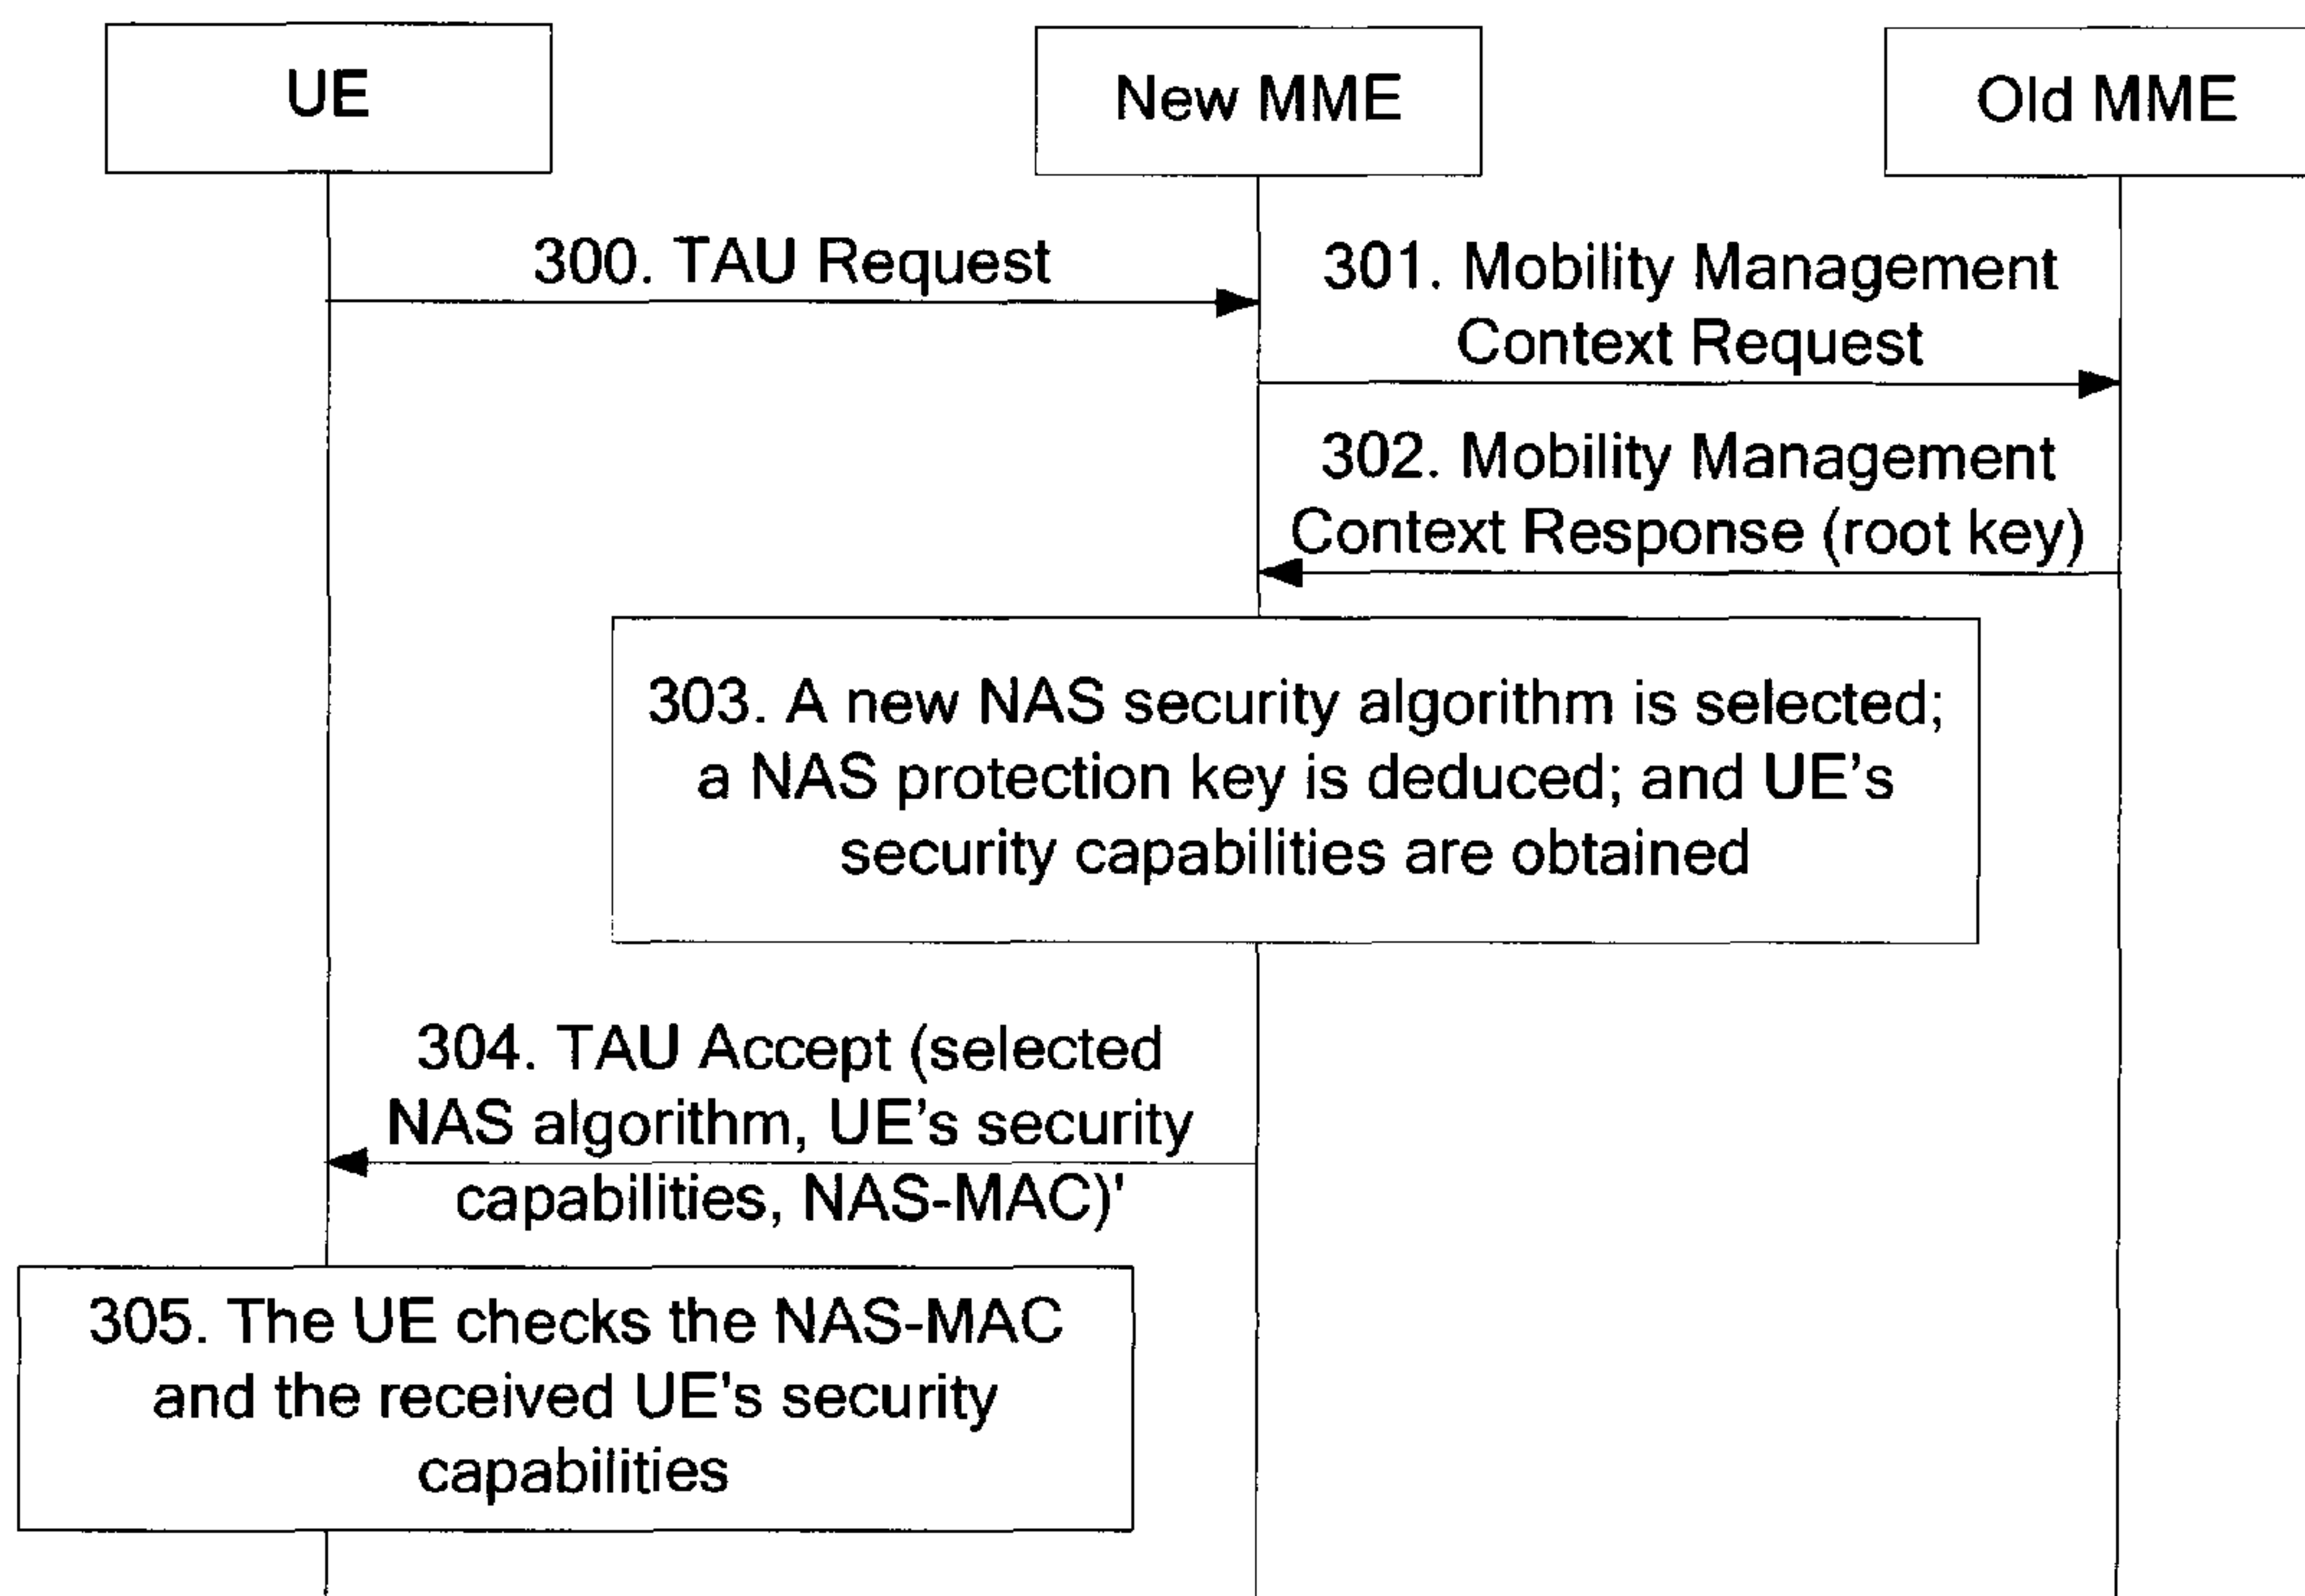 UE
New MME
Old MME
300. TAU Request
301. Mobility Management
Context Request
302. Mobility Management
Context Response (root key)
303. A new NAS security algorithm is selected;
a NAS protection key is deduced; and UE's
security capabilities are obtained
304. TAU Accept (selected
NAS algorithm, UE's security
capabilities, NAS-MAC)'
305. The UE checks the NAS-MAC
and the received UE's security
capabilities